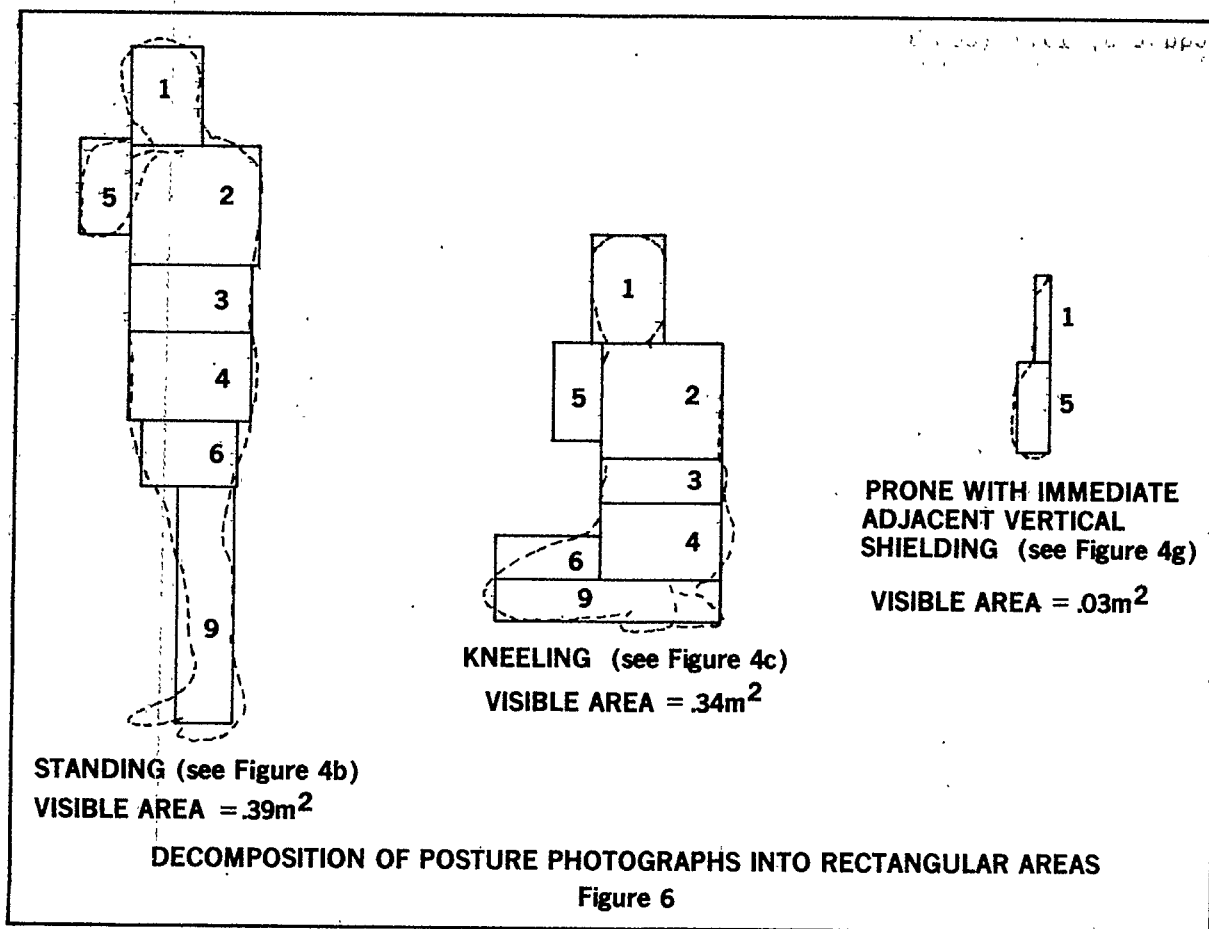 1
5
2
3
4
6
9
STANDING (see Figure 4b)
VISIBLE AREA = .39m²
1
5
2
3
4
6
9
KNEELING (see Figure 4c)
VISIBLE AREA = .34m²
1
5
PRONE WITH IMMEDIATE
ADJACENT VERTICAL
SHIELDING (see Figure 4g)
VISIBLE AREA = .03m²
DECOMPOSITION OF POSTURE PHOTOGRAPHS INTO RECTANGULAR AREAS
Figure 6